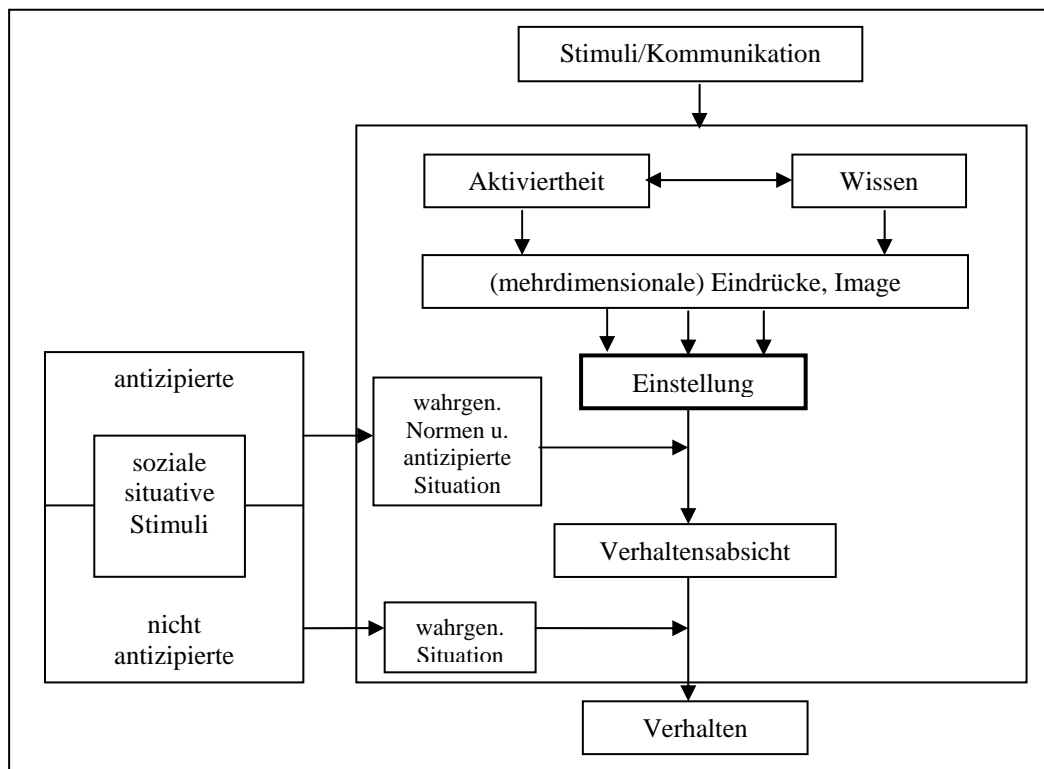 Stimuli/Kommunikation
Aktiviertheit
Wissen
(mehrdimensionale) Eindrücke, Image
Einstellung
antizipierte
soziale
situative
Stimuli
nicht
antizipierte
wahrgen.
Normen u.
antizipierte
Situation
Verhaltensabsicht
wahrgen.
Situation
Verhalten